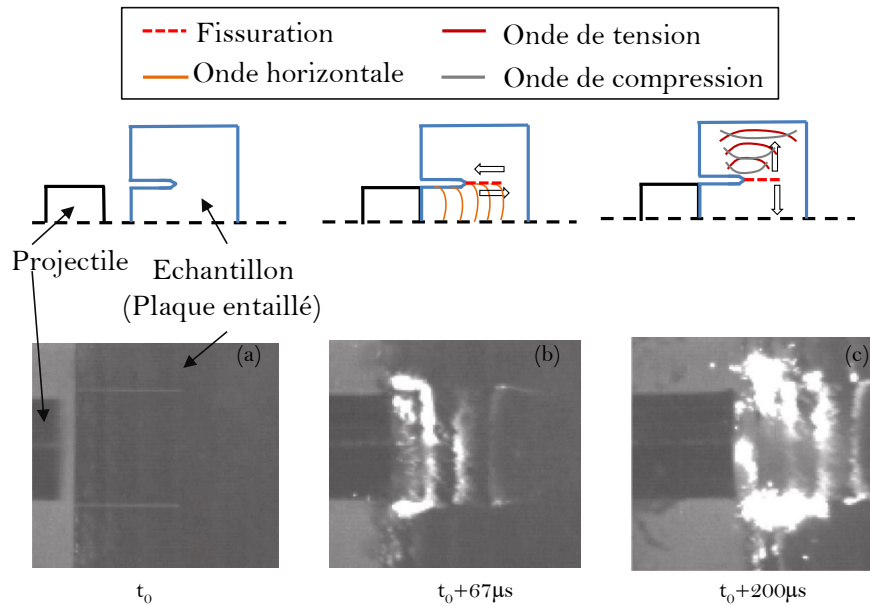 Fissuration
Onde de tension
Onde horizontale
Onde de compression
Projectile
Echantillon
(Plaque entaillé)
(a)
(b)
(c)
t₀
t₀+67µs
t₀+200µs